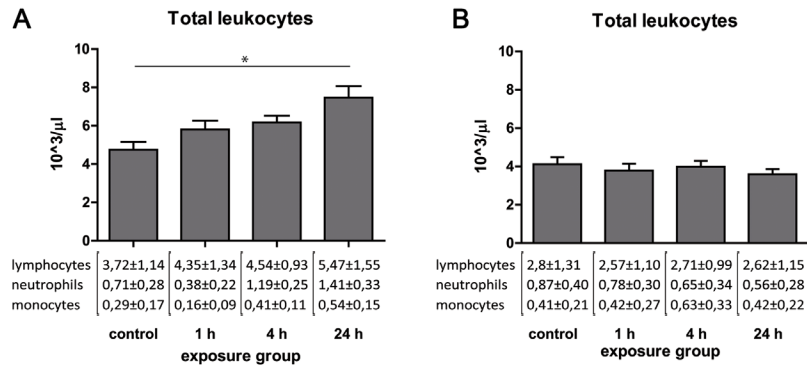 A
Total leukocytes
10^3/µl
10
8
6
4
2
0
*
lymphocytes 3,72±1,14 4,35±1,34 4,54±0,93 5,47±1,55
neutrophils 0,71±0,28 0,38±0,22 1,19±0,25 1,41±0,33
monocytes 0,29±0,17 0,16±0,09 0,41±0,11 0,54±0,15
control 1 h 4 h 24 h
exposure group
B
Total leukocytes
10^3/µl
10
8
6
4
2
0
lymphocytes 2,8±1,31 2,57±1,10 2,71±0,99 2,62±1,15
neutrophils 0,87±0,40 0,78±0,30 0,65±0,34 0,56±0,28
monocytes 0,41±0,21 0,42±0,27 0,63±0,33 0,42±0,22
control 1 h 4 h 24 h
exposure group